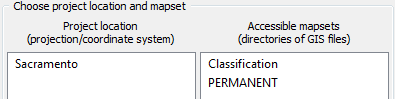 Choose project location and mapset
Project location
(projection/coordinate system)
Sacramento
Accessible mapsets
(directories of GIS files)
Classification
PERMANENT